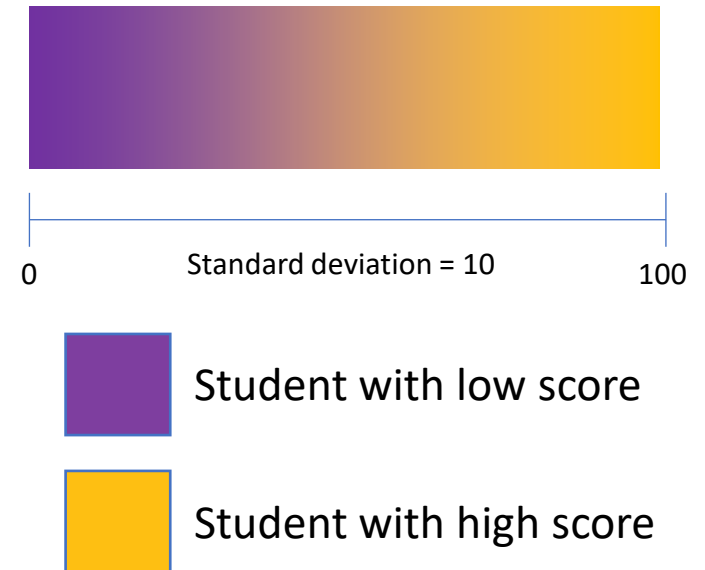 0 Standard deviation = 10 100
Student with low score
Student with high score